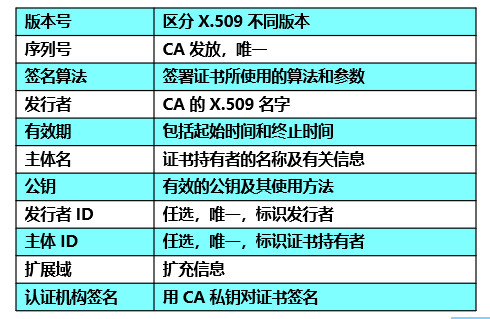 版本号 区分 X.509 不同版本
序列号 CA 发放，唯一
签名算法 签署证书所使用的算法和参数
发行者 CA 的 X.509 名字
有效期 包括起始时间和终止时间
主体名 证书持有者的名称及有关信息
公钥 有效的公钥及其使用方法
发行者 ID 任选，唯一，标识发行者
主体 ID 任选，唯一，标识证书持有者
扩展域 扩充信息
认证机构签名 用 CA 私钥对证书签名